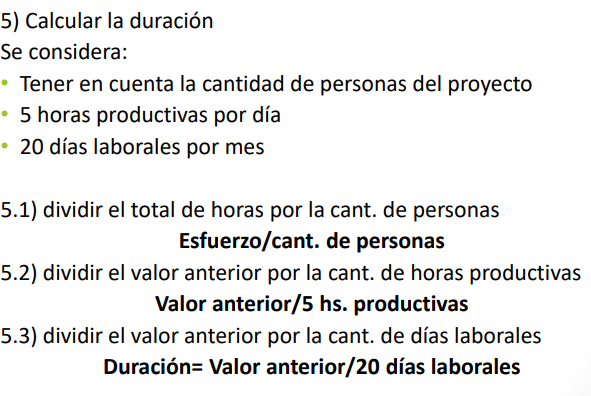 5) Calcular la duración
Se considera:
• Tener en cuenta la cantidad de personas del proyecto
• 5 horas productivas por día
• 20 días laborales por mes
5.1) dividir el total de horas por la cant. de personas
Esfuerzo/cant. de personas
5.2) dividir el valor anterior por la cant. de horas productivas
Valor anterior/5 hs. productivas
5.3) dividir el valor anterior por la cant. de días laborales
Duración= Valor anterior/20 días laborales